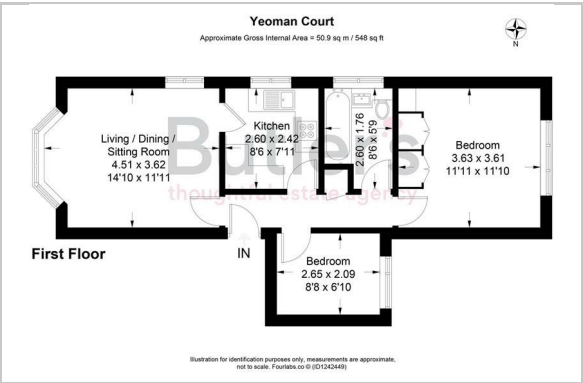 Yeoman Court
Approximate Gross Internal Area = 50.9 sq m / 548 sq ft
N
Living / Dining /
Sitting Room
4.51 x 3.62
14'10 x 11'11
Kitchen
2.60 x 2.42
8'6 x 7'11
2.60 x 1.76
8'6 x 5'9
Bedroom
3.63 x 3.61
11'11 x 11'10
Butler's
thoughtful estate agency
First Floor
IN
Bedroom
2.65 x 2.09
8'8 x 6'10
Illustration for identification purposes only, measurements are approximate,
not to scale. Fourlabs.co © (ID1242449)